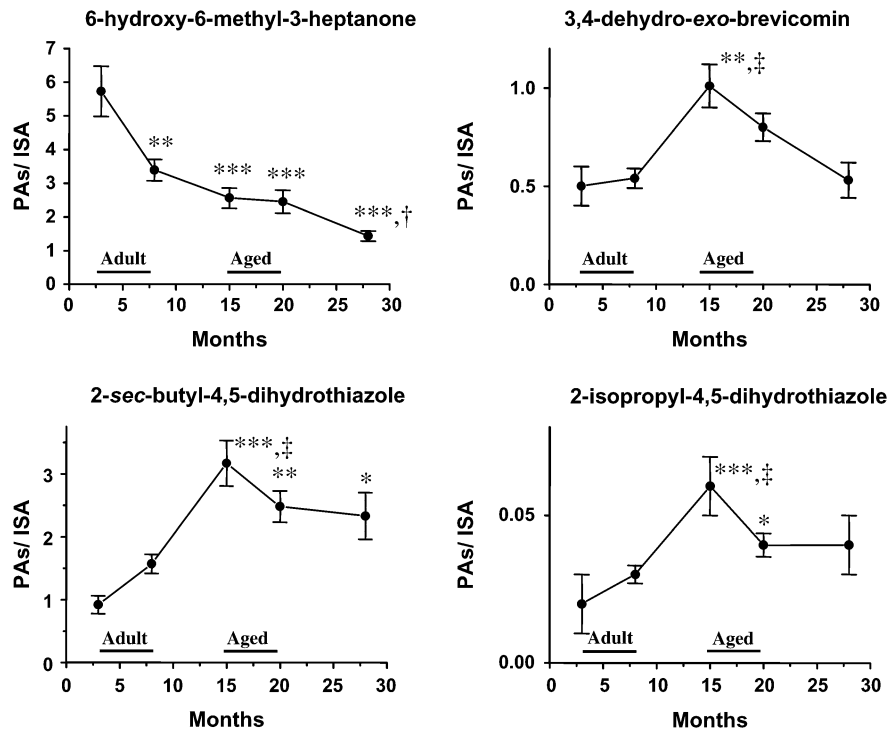 6-hydroxy-6-methyl-3-heptanone
7
6
5
4
3
2
1
0
PAs/ ISA
**
***
***
***,†
Adult
Aged
0 5 10 15 20 25 30
Months
3,4-dehydro-exo-brevicomin
1.0
0.5
0.0
PAs/ ISA
**,‡
Adult
Aged
0 5 10 15 20 25 30
Months
2-sec-butyl-4,5-dihydrothiazole
3
2
1
0
PAs/ ISA
***,‡
**
*
Adult
Aged
0 5 10 15 20 25 30
Months
2-isopropyl-4,5-dihydrothiazole
0.05
0.00
PAs/ ISA
***,‡
*
Adult
Aged
0 5 10 15 20 25 30
Months